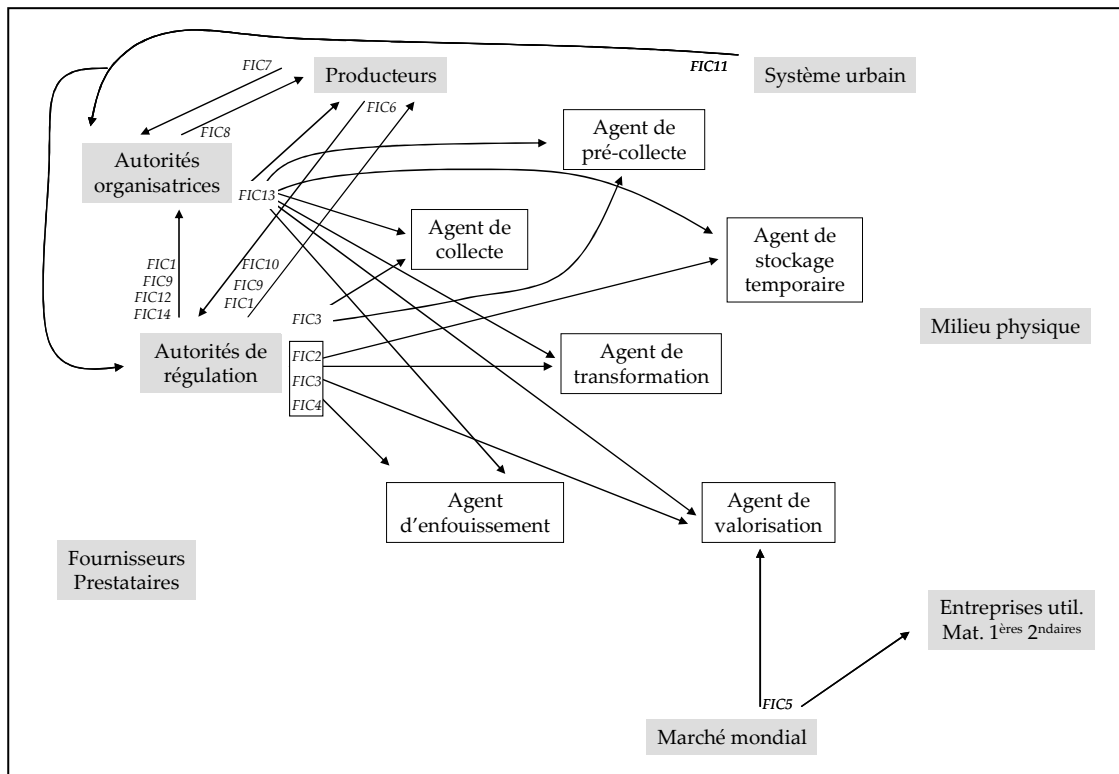 FIC7
Producteurs
FIC11
Système urbain
FIC6
FIC8
Agent de
pré-collecte
Autorités
organisatrices
FIC13
Agent de
collecte
Agent de
stockage
temporaire
FIC1
FIC9
FIC12
FIC14
FIC10
FIC9
FIC1
FIC3
Milieu physique
Autorités de
régulation
FIC2
FIC3
FIC4
Agent de
transformation
Agent
d’enfouissement
Agent de
valorisation
Fournisseurs
Prestataires
Entreprises util.
Mat. 1ères 2ndaires
FIC5
Marché mondial